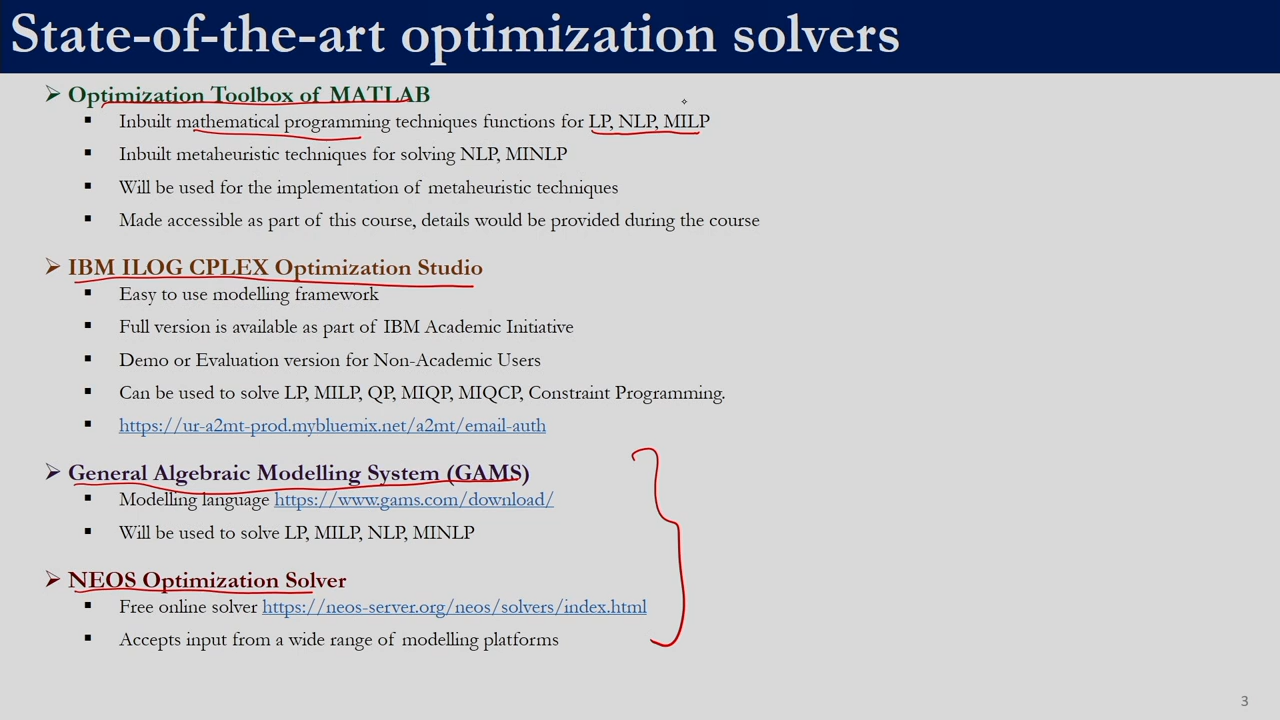 State-of-the-art optimization solvers
➢ Optimization Toolbox of MATLAB
▪ Inbuilt mathematical programming techniques functions for LP, NLP, MILP
▪ Inbuilt metaheuristic techniques for solving NLP, MINLP
▪ Will be used for the implementation of metaheuristic techniques
▪ Made accessible as part of this course, details would be provided during the course
➢ IBM ILOG CPLEX Optimization Studio
▪ Easy to use modelling framework
▪ Full version is available as part of IBM Academic Initiative
▪ Demo or Evaluation version for Non-Academic Users
▪ Can be used to solve LP, MILP, QP, MIQP, MIQCP, Constraint Programming.
▪ https://ur-a2mt-prod.mybluemix.net/a2mt/email-auth
➢ General Algebraic Modelling System (GAMS)
▪ Modelling language https://www.gams.com/download/
▪ Will be used to solve LP, MILP, NLP, MINLP
➢ NEOS Optimization Solver
▪ Free online solver https://neos-server.org/neos/solvers/index.html
▪ Accepts input from a wide range of modelling platforms
3